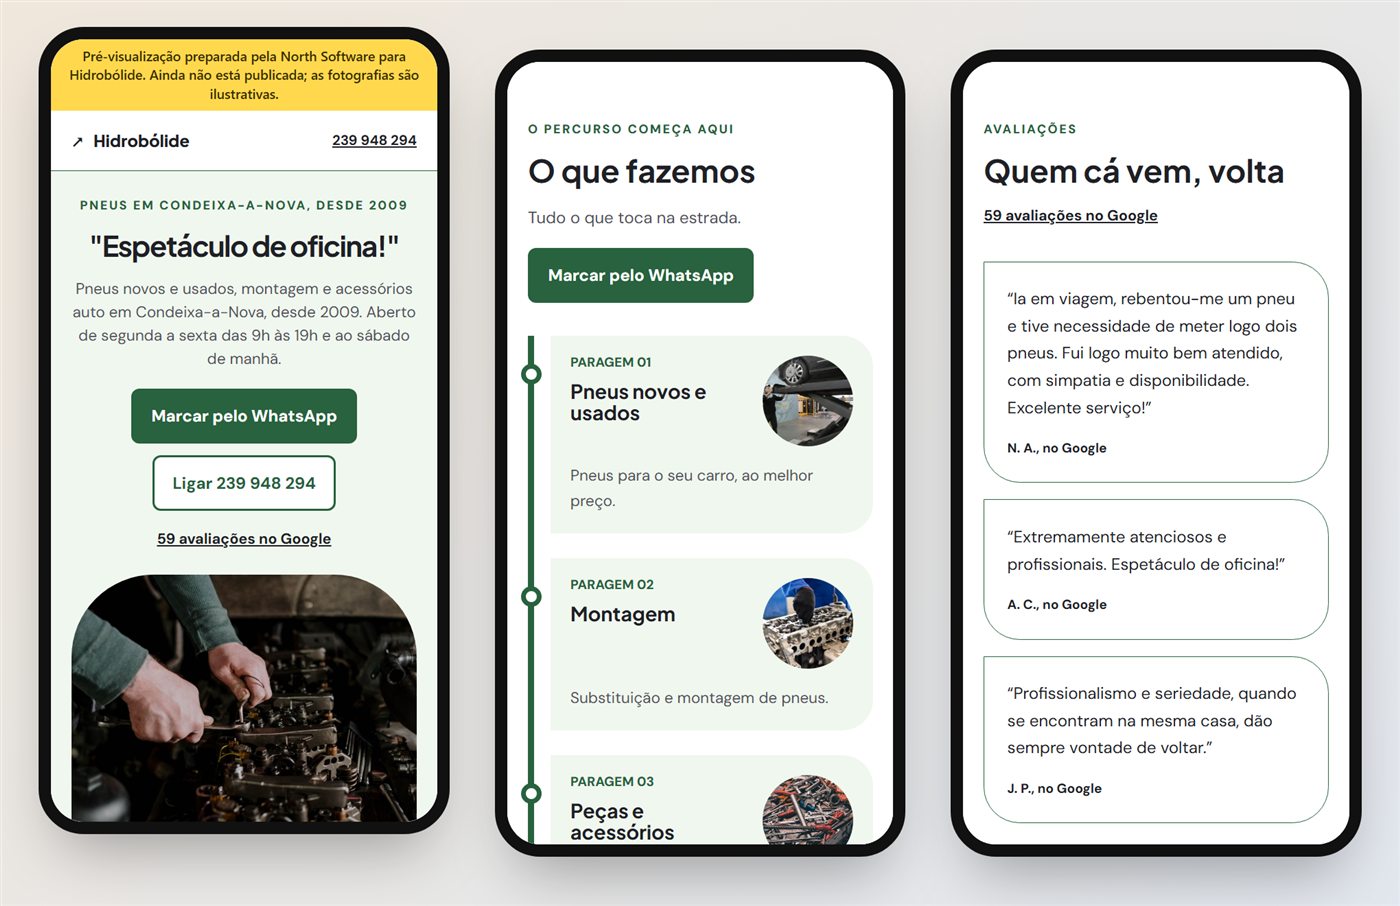 Pré-visualização preparada pela North Software para
Hidrobólide. Ainda não está publicada; as fotografias são
ilustrativas.
↗ Hidrobólide
239 948 294
PNEUS EM CONDEIXA-A-NOVA, DESDE 2009
"Espetáculo de oficina!"
Pneus novos e usados, montagem e acessórios
auto em Condeixa-a-Nova, desde 2009. Aberto
de segunda a sexta das 9h às 19h e ao sábado
de manhã.
Marcar pelo WhatsApp
Ligar 239 948 294
59 avaliações no Google
O PERCURSO COMEÇA AQUI
O que fazemos
Tudo o que toca na estrada.
Marcar pelo WhatsApp
PARAGEM 01
Pneus novos e
usados
Pneus para o seu carro, ao melhor
preço.
PARAGEM 02
Montagem
Substituição e montagem de pneus.
PARAGEM 03
Peças e
acessórios
AVALIAÇÕES
Quem cá vem, volta
59 avaliações no Google
“Ia em viagem, rebentou-me um pneu
e tive necessidade de meter logo dois
pneus. Fui logo muito bem atendido,
com simpatia e disponibilidade.
Excelente serviço!”
N. A., no Google
“Extremamente atenciosos e
profissionais. Espetáculo de oficina!”
A. C., no Google
“Profissionalismo e seriedade, quando
se encontram na mesma casa, dão
sempre vontade de voltar.”
J. P., no Google